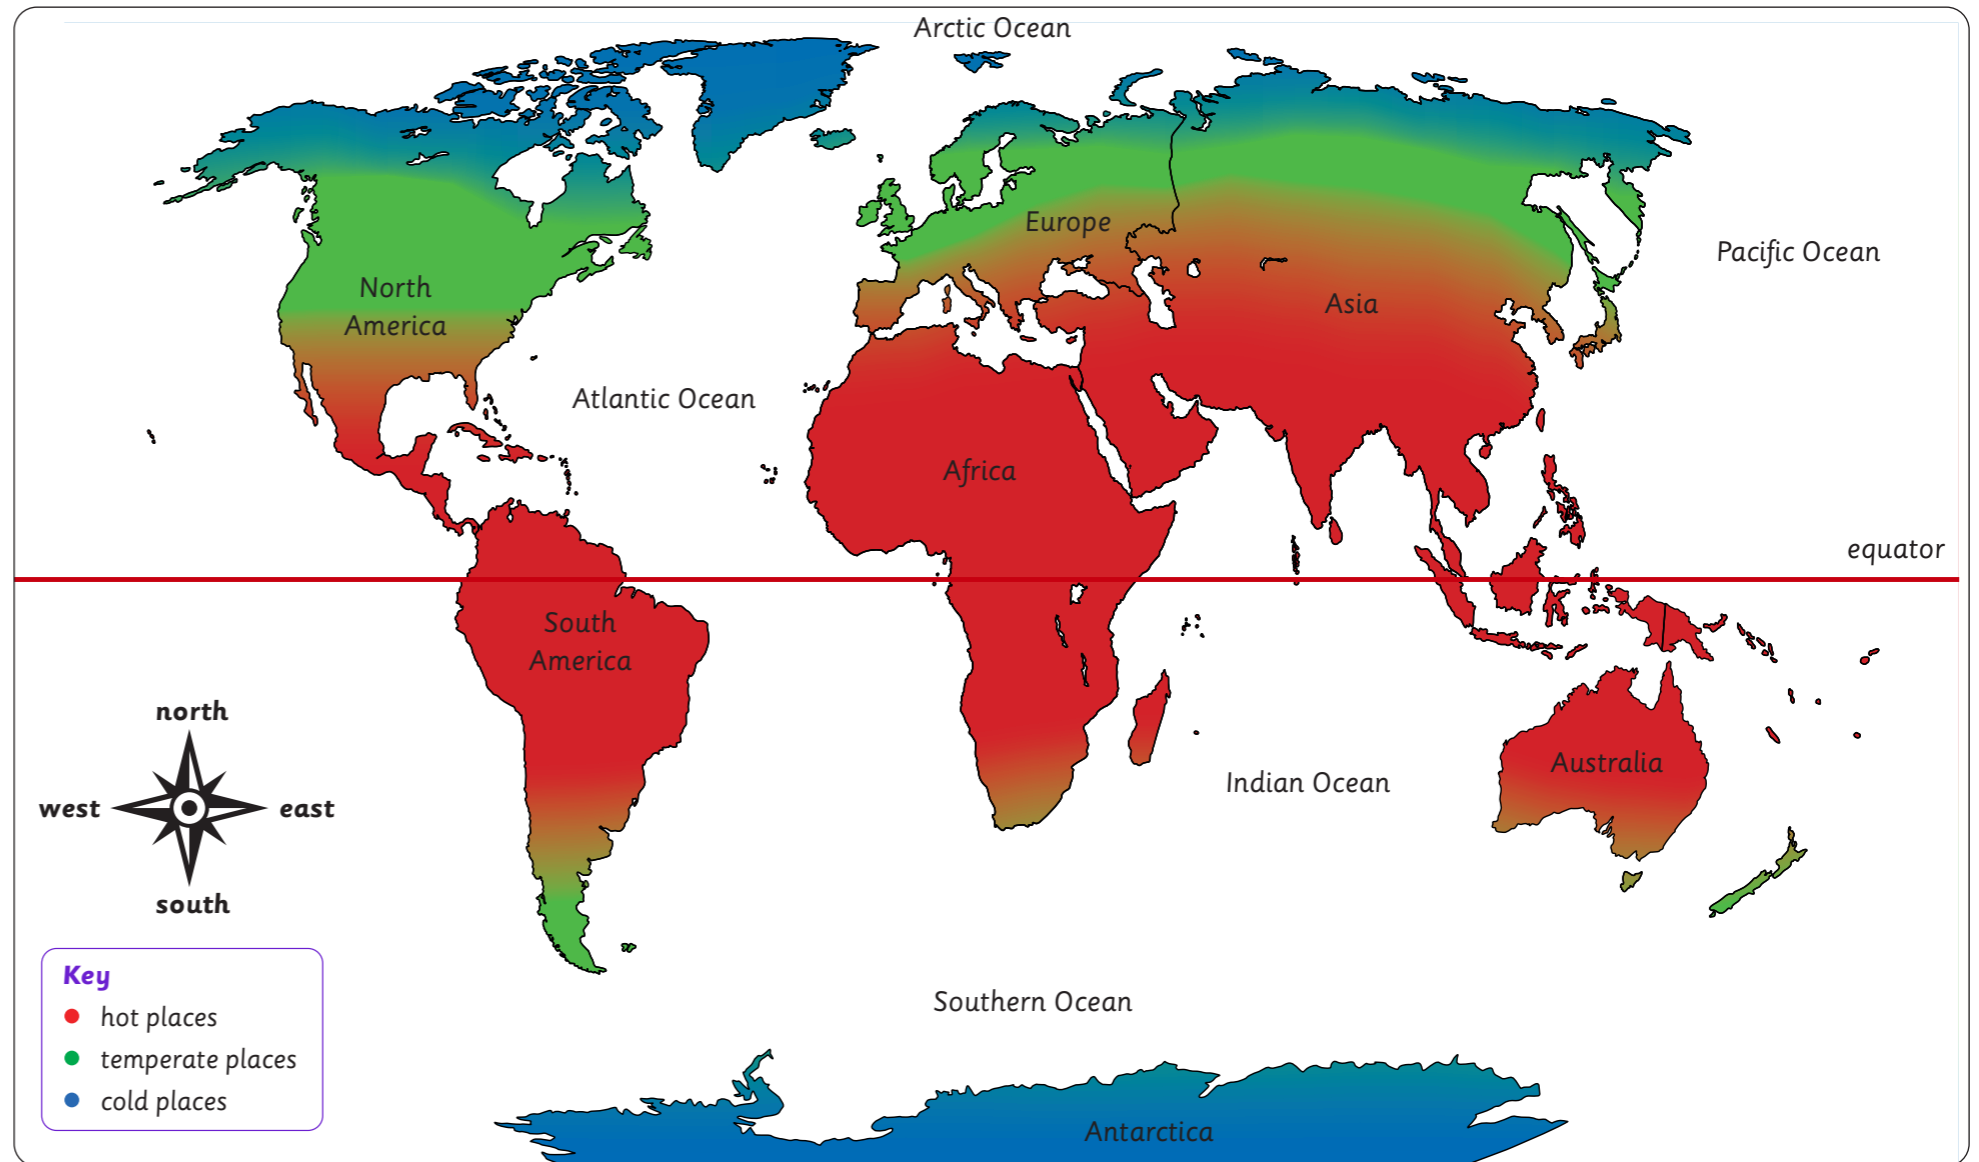 Arctic Ocean
Europe
Pacific Ocean
North
America
Asia
Atlantic Ocean
Africa
equator
South
America
north
west
east
south
Australia
Indian Ocean
Southern Ocean
Key
hot places
temperate places
cold places
Antarctica